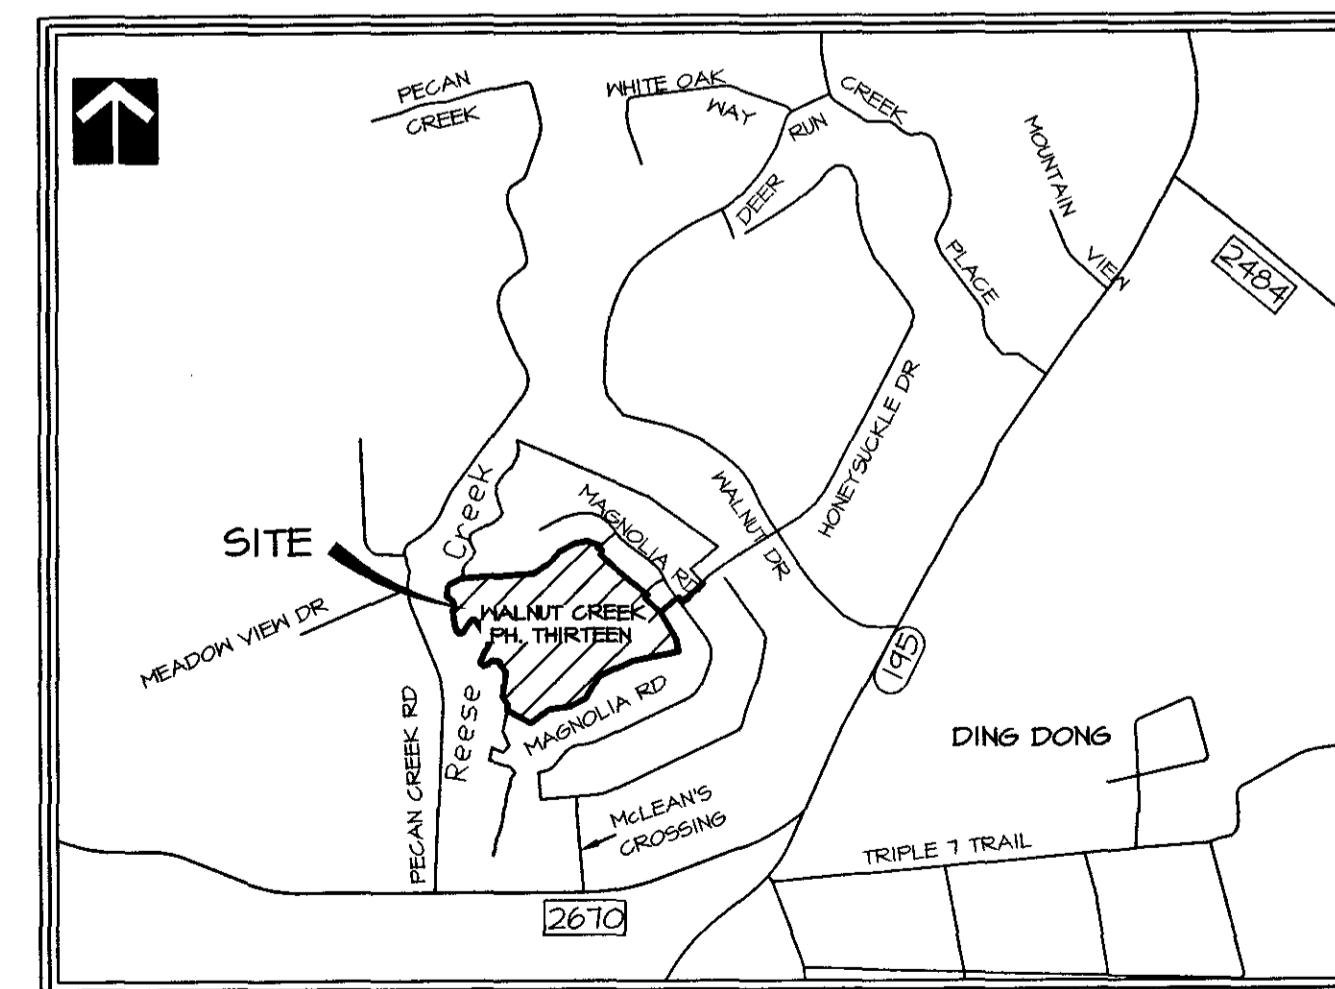 PECAN
CREEK
WHITE OAK
WAY
RUN
CREEK
PLACE
MOUNTAIN
VIEW
2484
DEER
HONEYSUCKLE DR
WALNUT DR
MAGNOLIA
RD
Creek
SITE
WALNUT CREEK
PH. THIRTEEN
MEADOW VIEW DR
195
PECAN CREEK RD
Reese
MAGNOLIA RD
DING DONG
McLEAN'S
CROSSING
TRIPLE 7 TRAIL
2670